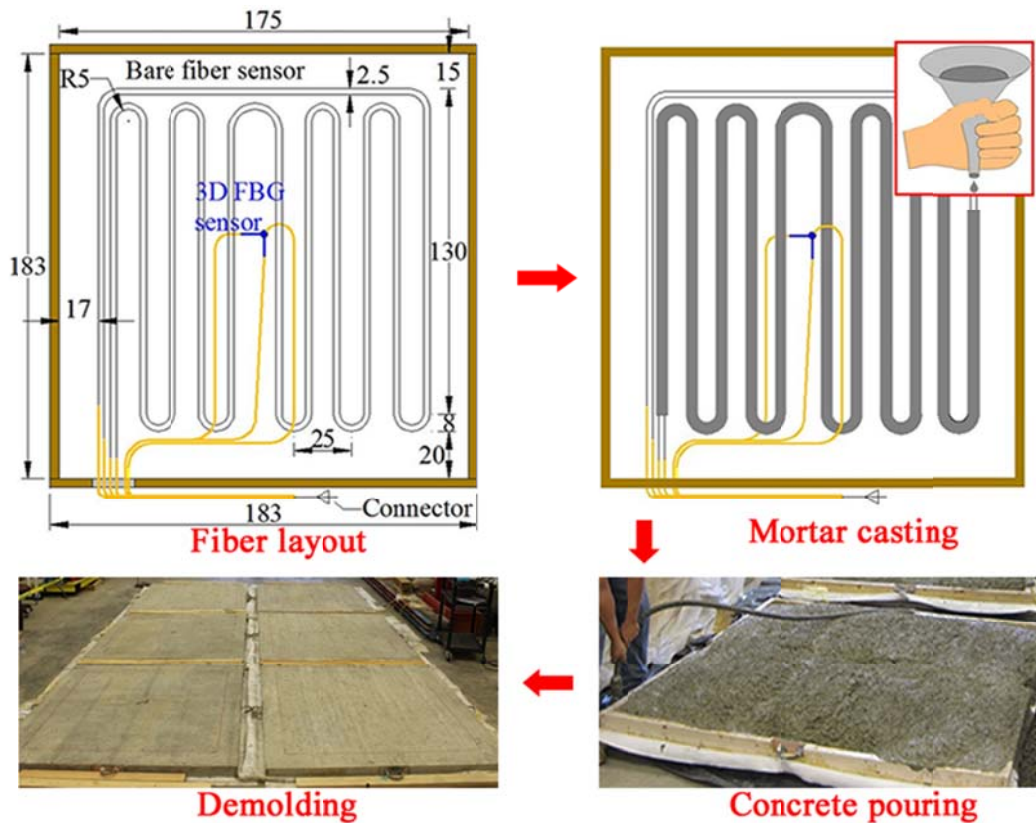 175
Bare fiber sensor
2.5
15
R5
3D FBG
sensor
183
17
130
8
25
20
Connector
183
Fiber layout
Mortar casting
Demolding
Concrete pouring